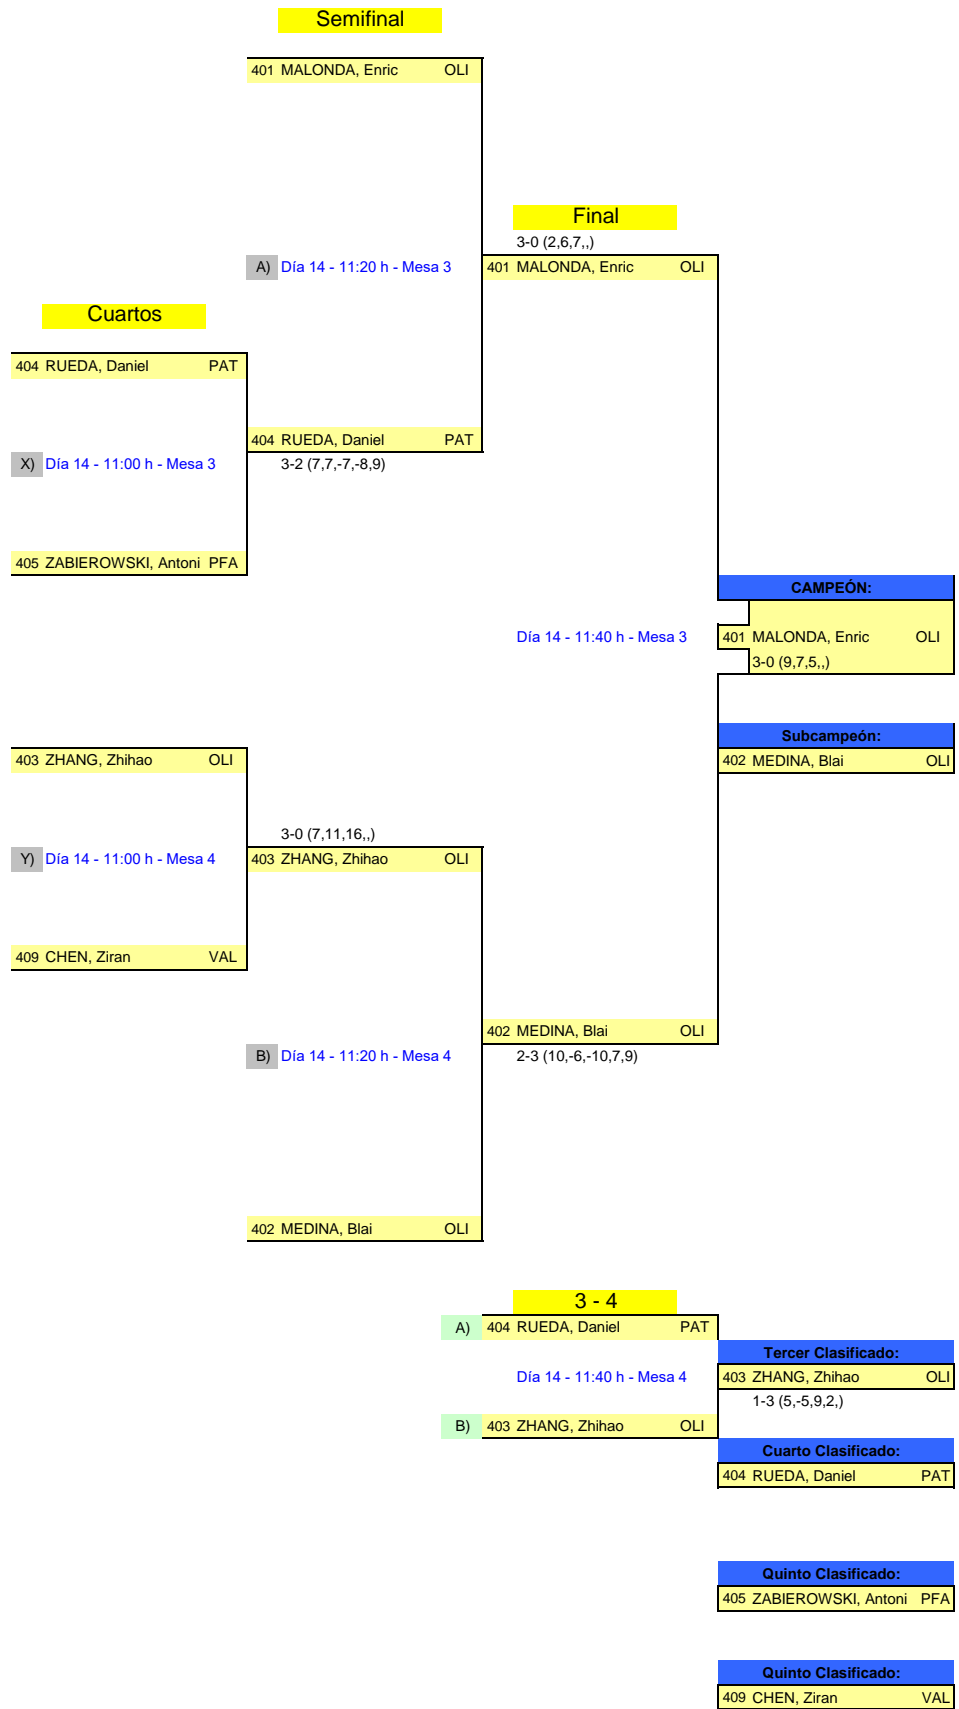 Semifinal
401 MALONDA, Enric OLI
Final
3-0 (2,6,7,,)
A) Día 14 - 11:20 h - Mesa 3
401 MALONDA, Enric OLI
Cuartos
404 RUEDA, Daniel PAT
404 RUEDA, Daniel PAT
X) Día 14 - 11:00 h - Mesa 3
3-2 (7,7,-7,-8,9)
405 ZABIEROWSKI, Antoni PFA
CAMPEÓN:
Día 14 - 11:40 h - Mesa 3
401 MALONDA, Enric OLI
3-0 (9,7,5,,)
Subcampeón:
403 ZHANG, Zhihao OLI
402 MEDINA, Blai OLI
3-0 (7,11,16,,)
Y) Día 14 - 11:00 h - Mesa 4
403 ZHANG, Zhihao OLI
409 CHEN, Ziran VAL
402 MEDINA, Blai OLI
B) Día 14 - 11:20 h - Mesa 4
2-3 (10,-6,-10,7,9)
402 MEDINA, Blai OLI
3 - 4
A) 404 RUEDA, Daniel PAT
Tercer Clasificado:
Día 14 - 11:40 h - Mesa 4
403 ZHANG, Zhihao OLI
1-3 (5,-5,9,2,)
B) 403 ZHANG, Zhihao OLI
Cuarto Clasificado:
404 RUEDA, Daniel PAT
Quinto Clasificado:
405 ZABIEROWSKI, Antoni PFA
Quinto Clasificado:
409 CHEN, Ziran VAL